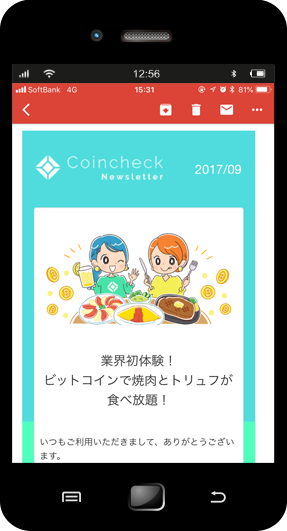 12:56
SoftBank 4G 15:31 81%
Coincheck
Newsletter
2017/09
業界初体験！
ビットコインで焼肉とトリュフが
食べ放題！
いつもご利用いただきまして、ありがとうござい
ます。